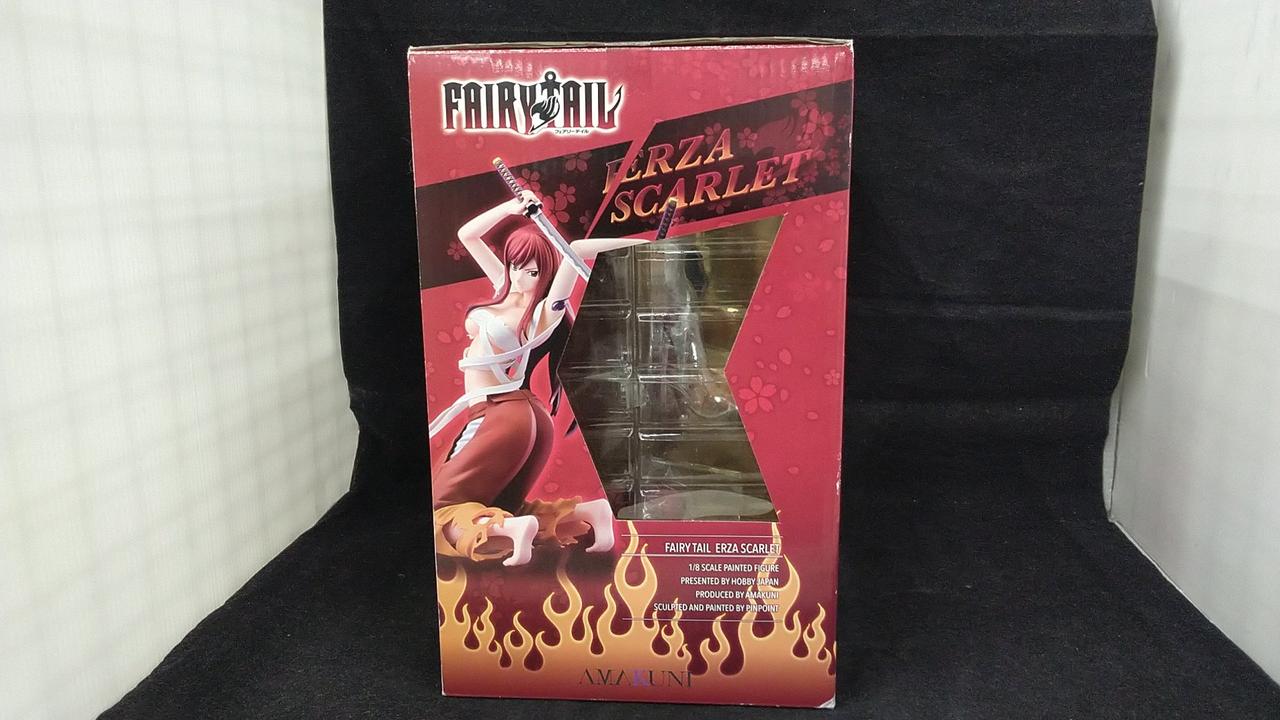 FAIRY TAIL
フェアリーテイル
ERZA
SCARLET
FAIRY TAIL ERZA SCARLET
1/8 SCALE PAINTED FIGURE
PRESENTED BY HOBBY JAPAN
PRODUCED BY AMAKUNI
SCULPTED AND PAINTED BY PINPOINT
AMAKUNI